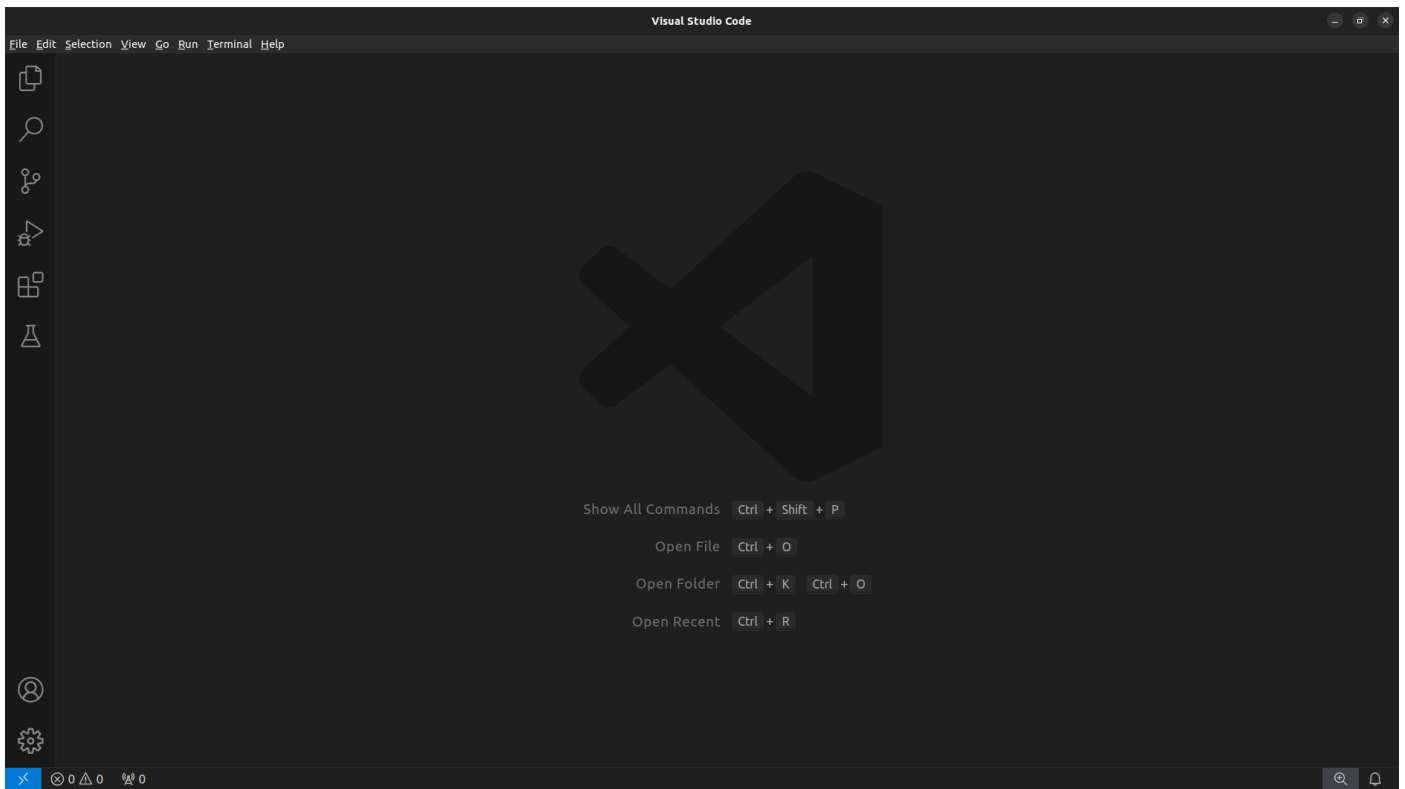 Visual Studio Code
File Edit Selection View Go Run Terminal Help
Show All Commands Ctrl + Shift + P
Open File Ctrl + O
Open Folder Ctrl + K Ctrl + O
Open Recent Ctrl + R
0 0 0